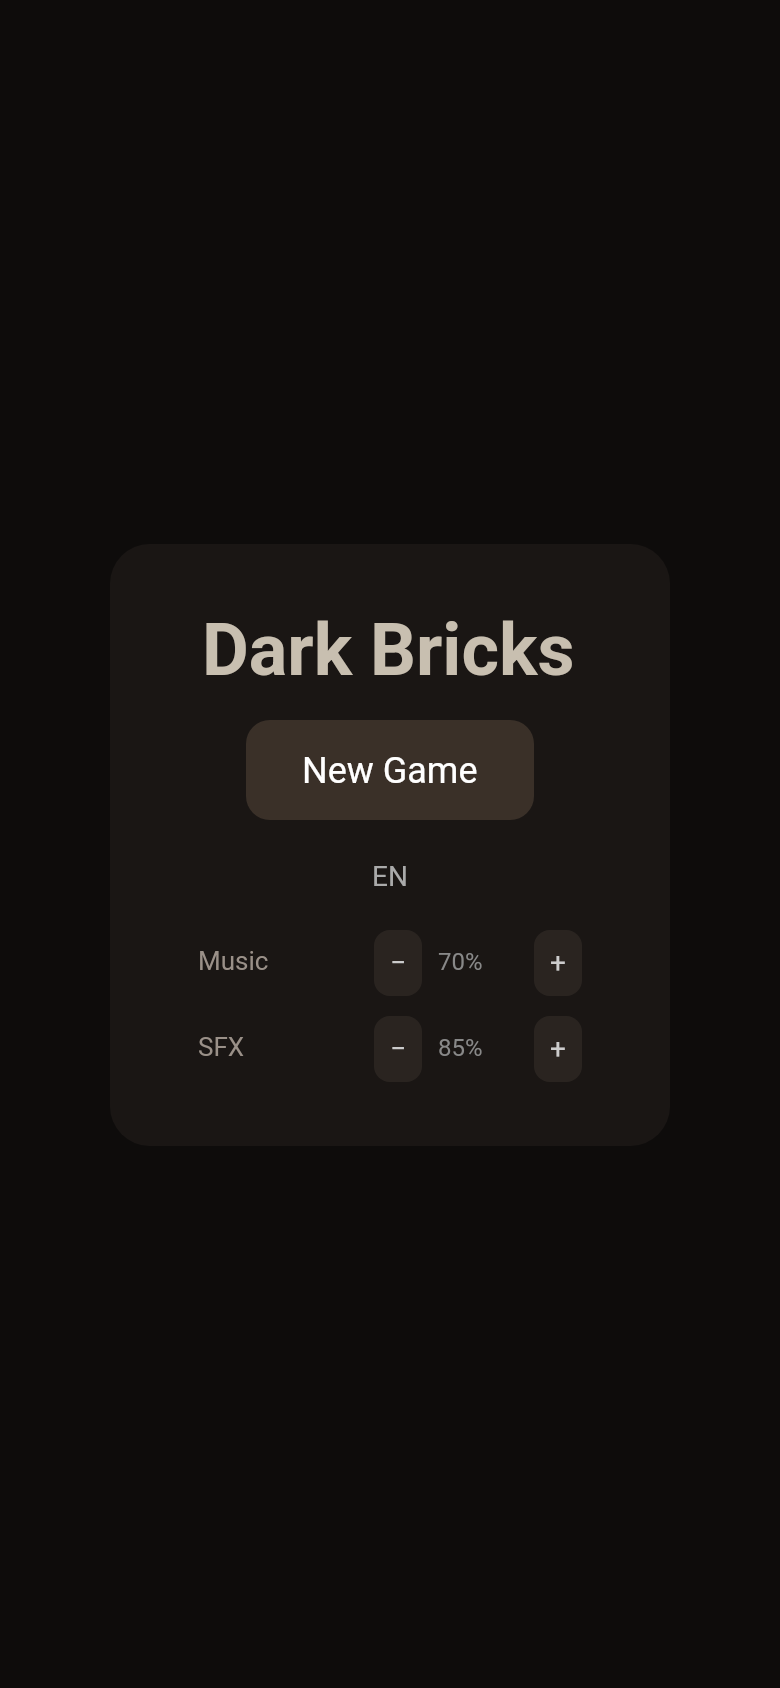 Dark Bricks
New Game
EN
Music − 70% +
SFX − 85% +